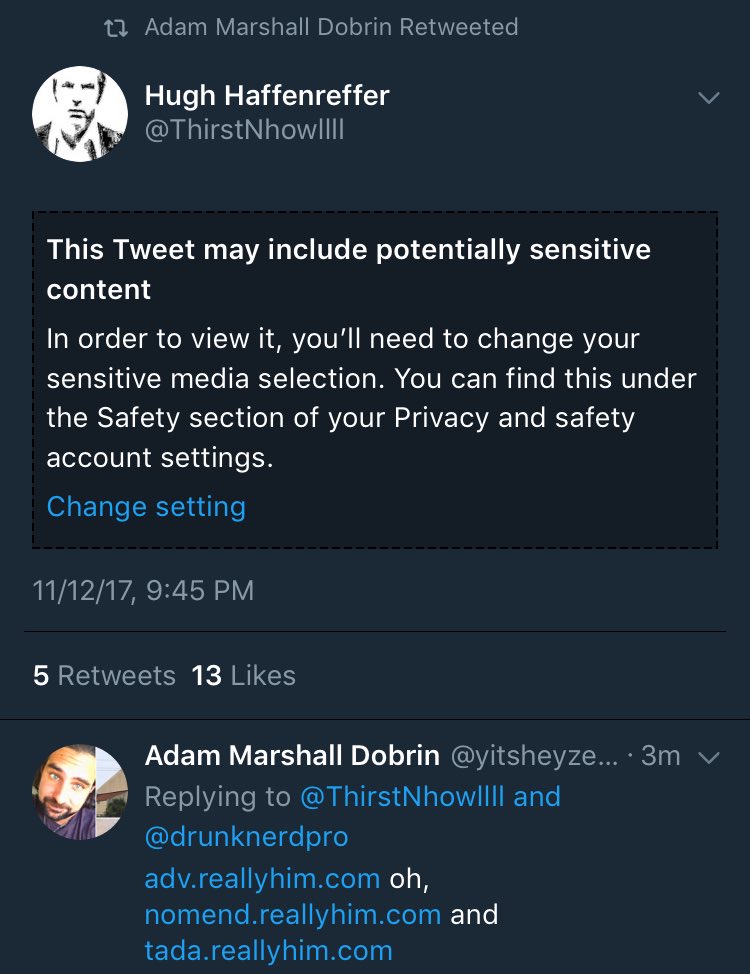 Adam Marshall Dobrin Retweeted
Hugh Haffenreffer
@ThirstNhowllll
This Tweet may include potentially sensitive
content
In order to view it, you’ll need to change your
sensitive media selection. You can find this under
the Safety section of your Privacy and safety
account settings.
Change setting
11/12/17, 9:45 PM
5 Retweets 13 Likes
Adam Marshall Dobrin @yitsheyze... · 3m
Replying to @ThirstNhowllll and
@drunknerdpro
adv.reallyhim.com oh,
nomend.reallyhim.com and
tada.reallyhim.com